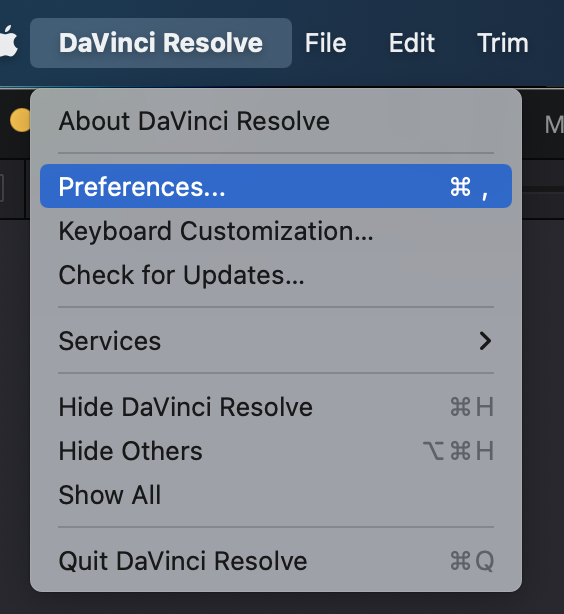 DaVinci Resolve File Edit Trim
About DaVinci Resolve
Preferences... ⌘ ,
Keyboard Customization...
Check for Updates...
Services
Hide DaVinci Resolve ⌘H
Hide Others ⌥⌘H
Show All
Quit DaVinci Resolve ⌘Q